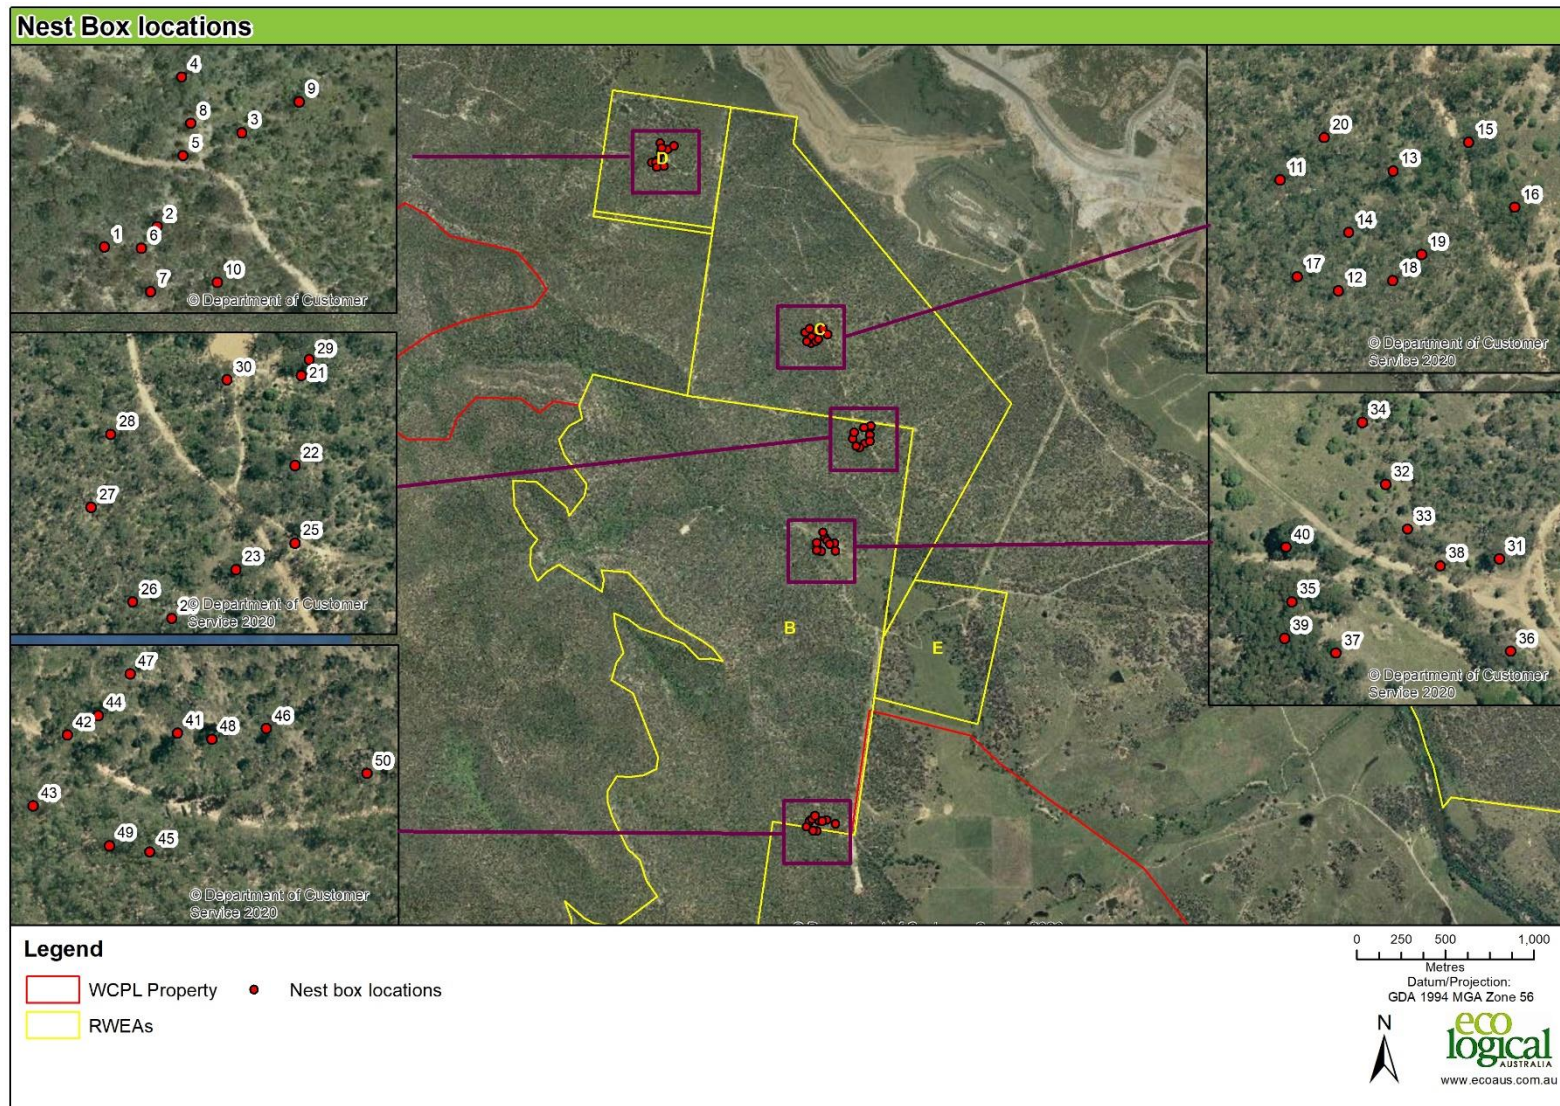 Nest Box locations
4
9
8
3
5
2
1
6
10
7
© Department of Customer
D
20
15
13
11
16
14
19
17
18
12
© Department of Customer
Service 2020
C
29
30
21
28
22
27
25
23
26
© Department of Customer
Service 2020
34
32
33
40
31
38
35
39
37
36
© Department of Customer
Service 2020
B
E
47
44
42
41
48
46
50
43
49
45
© Department of Customer
Service 2020
Legend
WCPL Property
Nest box locations
RWEAs
0 250 500 1,000
Metres
Datum/Projection:
GDA 1994 MGA Zone 56
N
eco
logical
AUSTRALIA
www.ecoaus.com.au